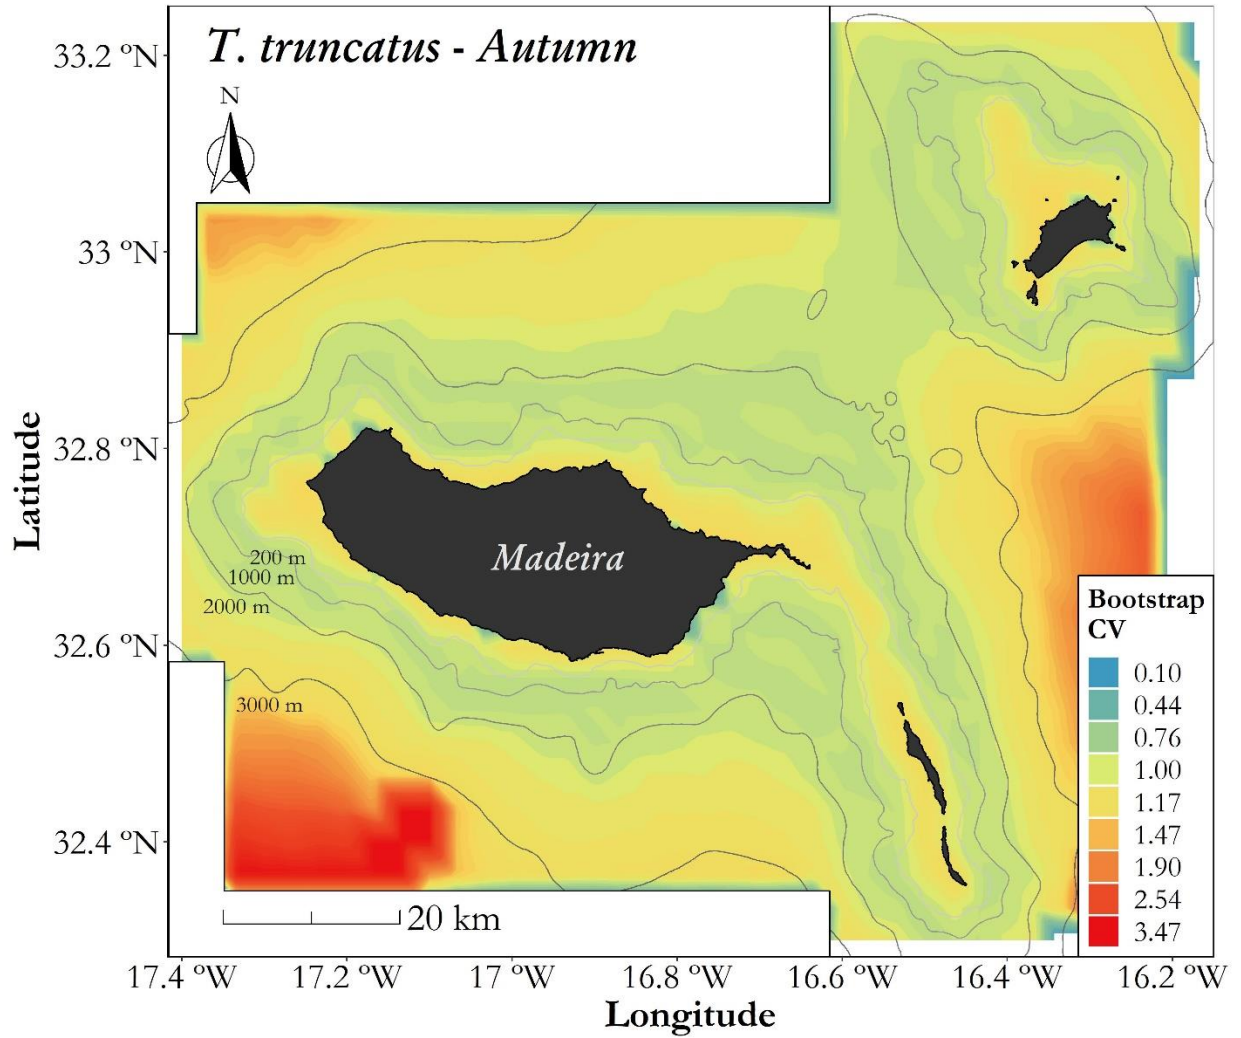 T. truncatus - Autumn
N
33.2 ºN
33 ºN
32.8 ºN
32.6 ºN
32.4 ºN
Latitude
Madeira
200 m
1000 m
2000 m
3000 m
20 km
Bootstrap
CV
0.10
0.44
0.76
1.00
1.17
1.47
1.90
2.54
3.47
17.4 ºW
17.2 ºW
17 ºW
16.8 ºW
16.6 ºW
16.4 ºW
16.2 ºW
Longitude